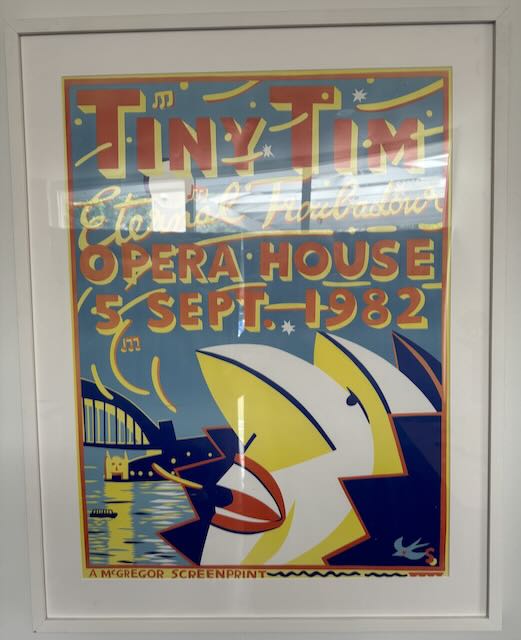 TINY TIM
Eternal Troubadour
OPERA HOUSE
5 SEPT. 1982
A McGREGOR SCREENPRINT